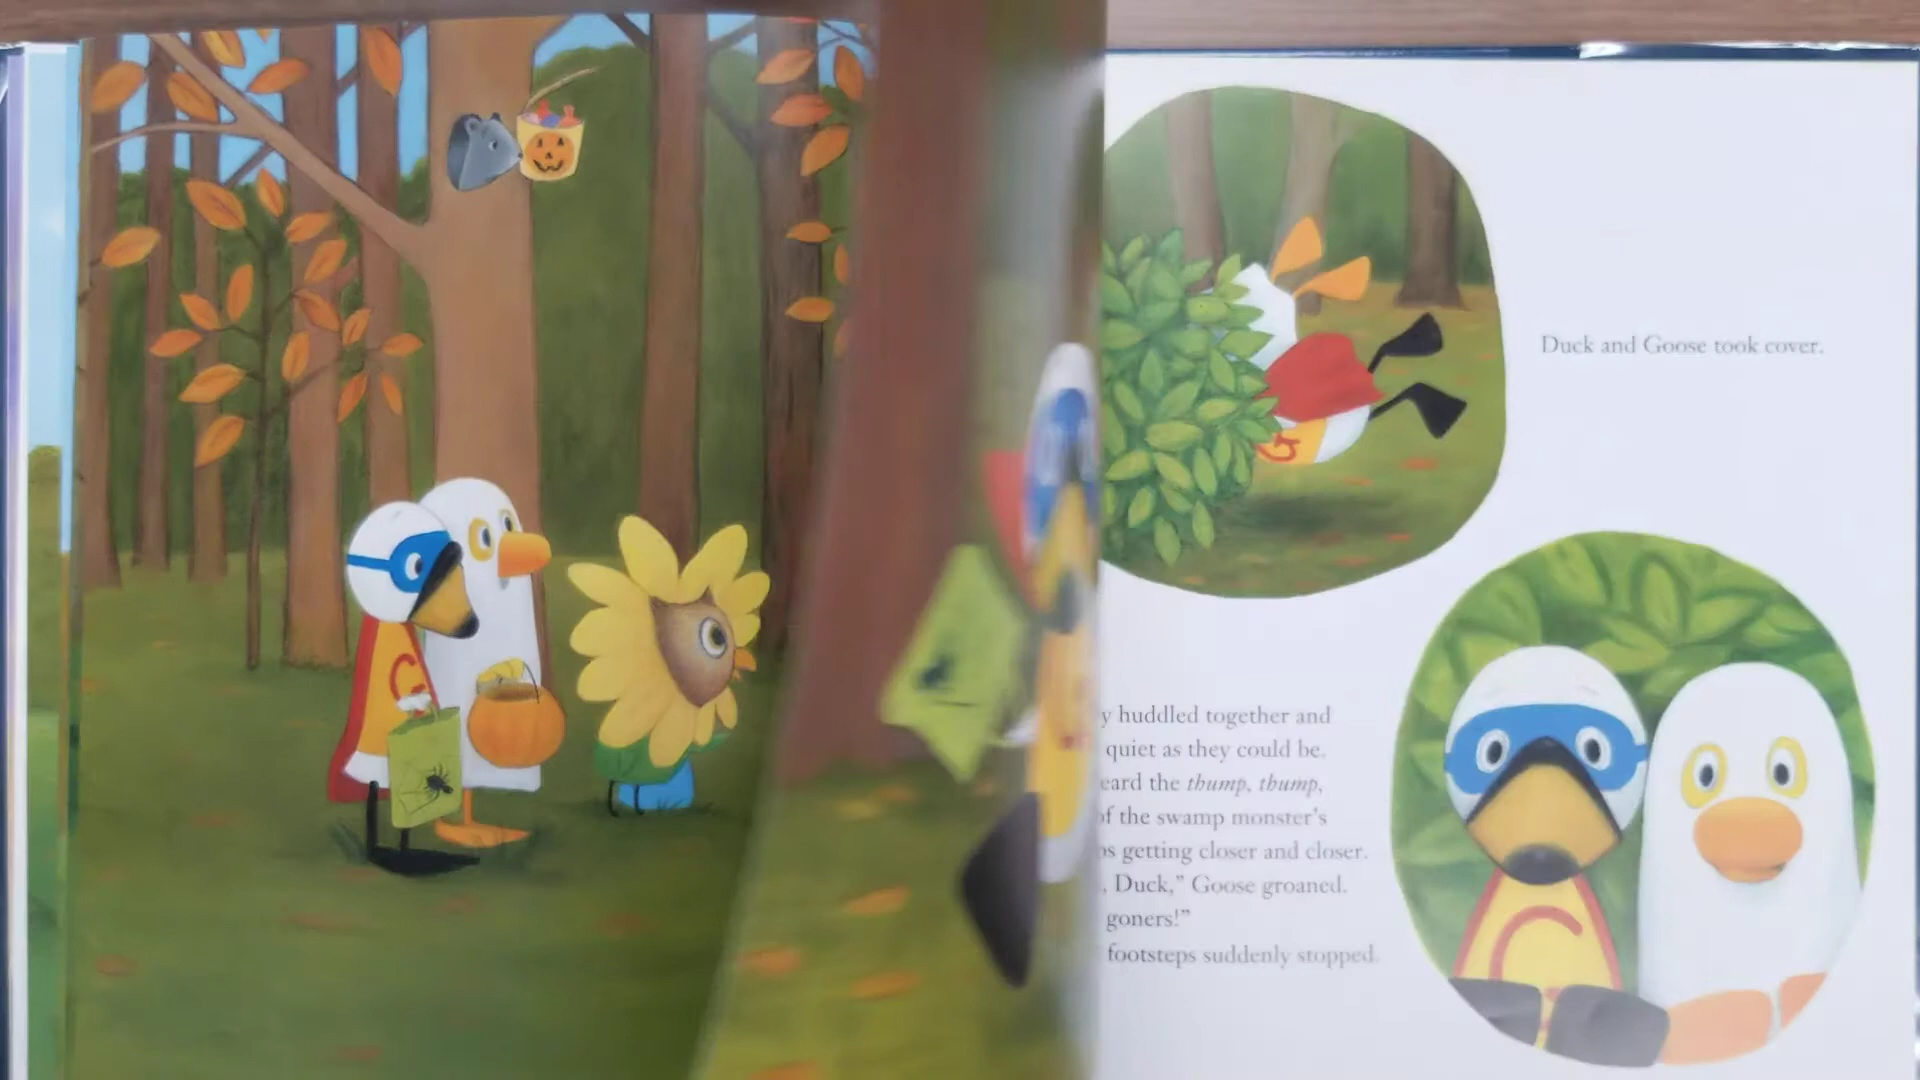 Duck and Goose took cover.
huddled together and
quiet as they could be.
the thump, thump,
of the swamp monster's
getting closer and closer.
Duck," Goose groaned.
goners!"
footsteps suddenly stopped.